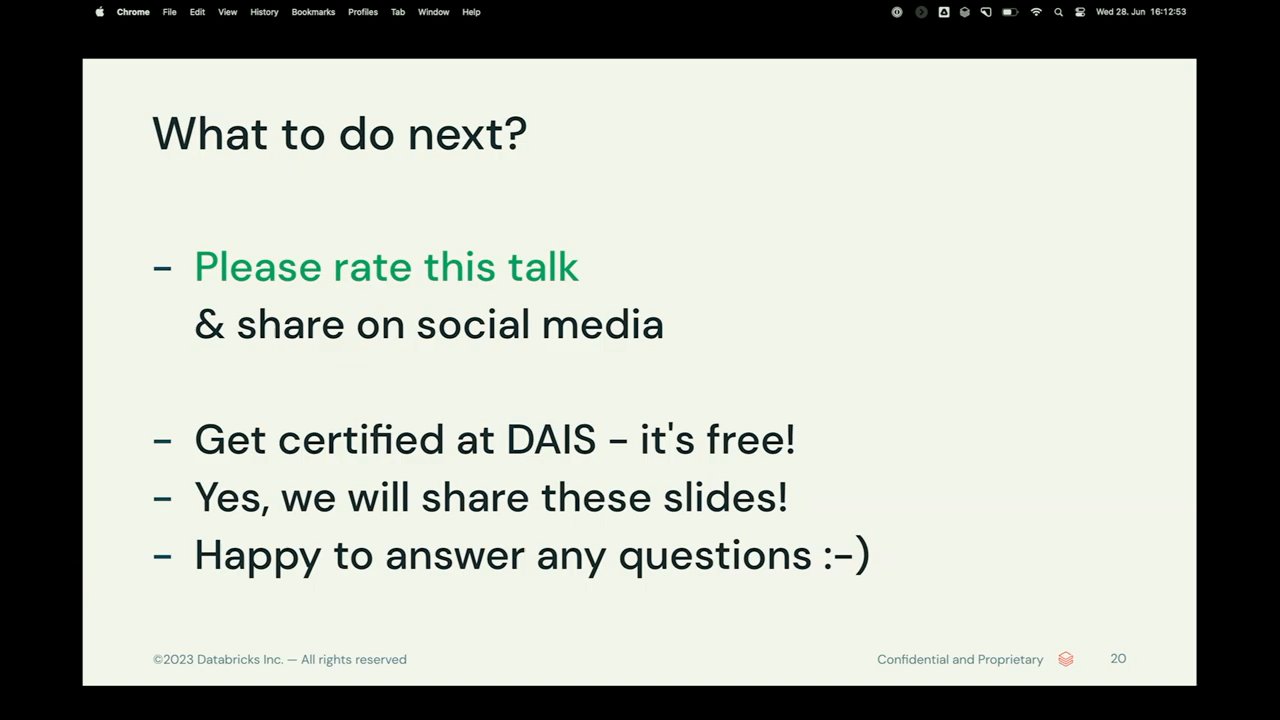 Chrome File Edit View History Bookmarks Profiles Tab Window Help Wed 28. Jun 16:12:53
What to do next?
- Please rate this talk
& share on social media
- Get certified at DAIS - it's free!
- Yes, we will share these slides!
- Happy to answer any questions :-)
©2023 Databricks Inc. — All rights reserved Confidential and Proprietary 20